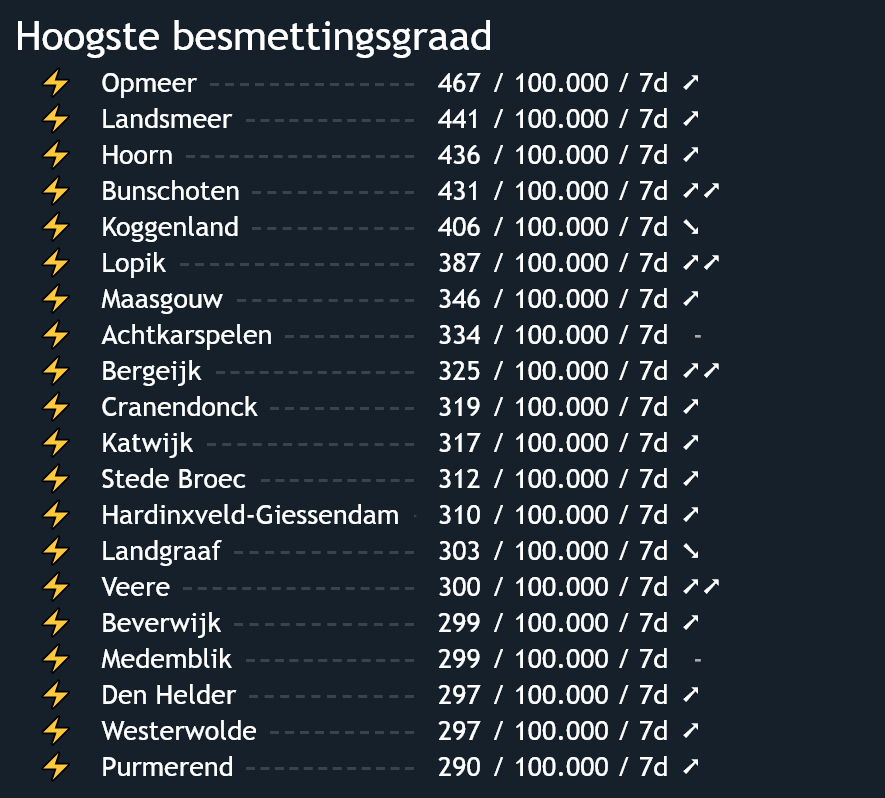 Hoogste besmettingsgraad
⚡ Opmeer ---------------- 467 / 100.000 / 7d ➚
⚡ Landsmeer ------------- 441 / 100.000 / 7d ➚
⚡ Hoorn ------------------ 436 / 100.000 / 7d ➚
⚡ Bunschoten ------------ 431 / 100.000 / 7d ➚➚
⚡ Koggenland ------------ 406 / 100.000 / 7d ➘
⚡ Lopik ------------------ 387 / 100.000 / 7d ➚➚
⚡ Maasgouw -------------- 346 / 100.000 / 7d ➚
⚡ Achtkarspelen ---------- 334 / 100.000 / 7d -
⚡ Bergeijk --------------- 325 / 100.000 / 7d ➚➚
⚡ Cranendonck ----------- 319 / 100.000 / 7d ➚
⚡ Katwijk ---------------- 317 / 100.000 / 7d ➚
⚡ Stede Broec ------------ 312 / 100.000 / 7d ➚
⚡ Hardinxveld-Giessendam - 310 / 100.000 / 7d ➚
⚡ Landgraaf -------------- 303 / 100.000 / 7d ➘
⚡ Veere ------------------ 300 / 100.000 / 7d ➚➚
⚡ Beverwijk --------------- 299 / 100.000 / 7d ➚
⚡ Medemblik ------------- 299 / 100.000 / 7d -
⚡ Den Helder ------------- 297 / 100.000 / 7d ➚
⚡ Westerwolde ----------- 297 / 100.000 / 7d ➚
⚡ Purmerend ------------- 290 / 100.000 / 7d ➚